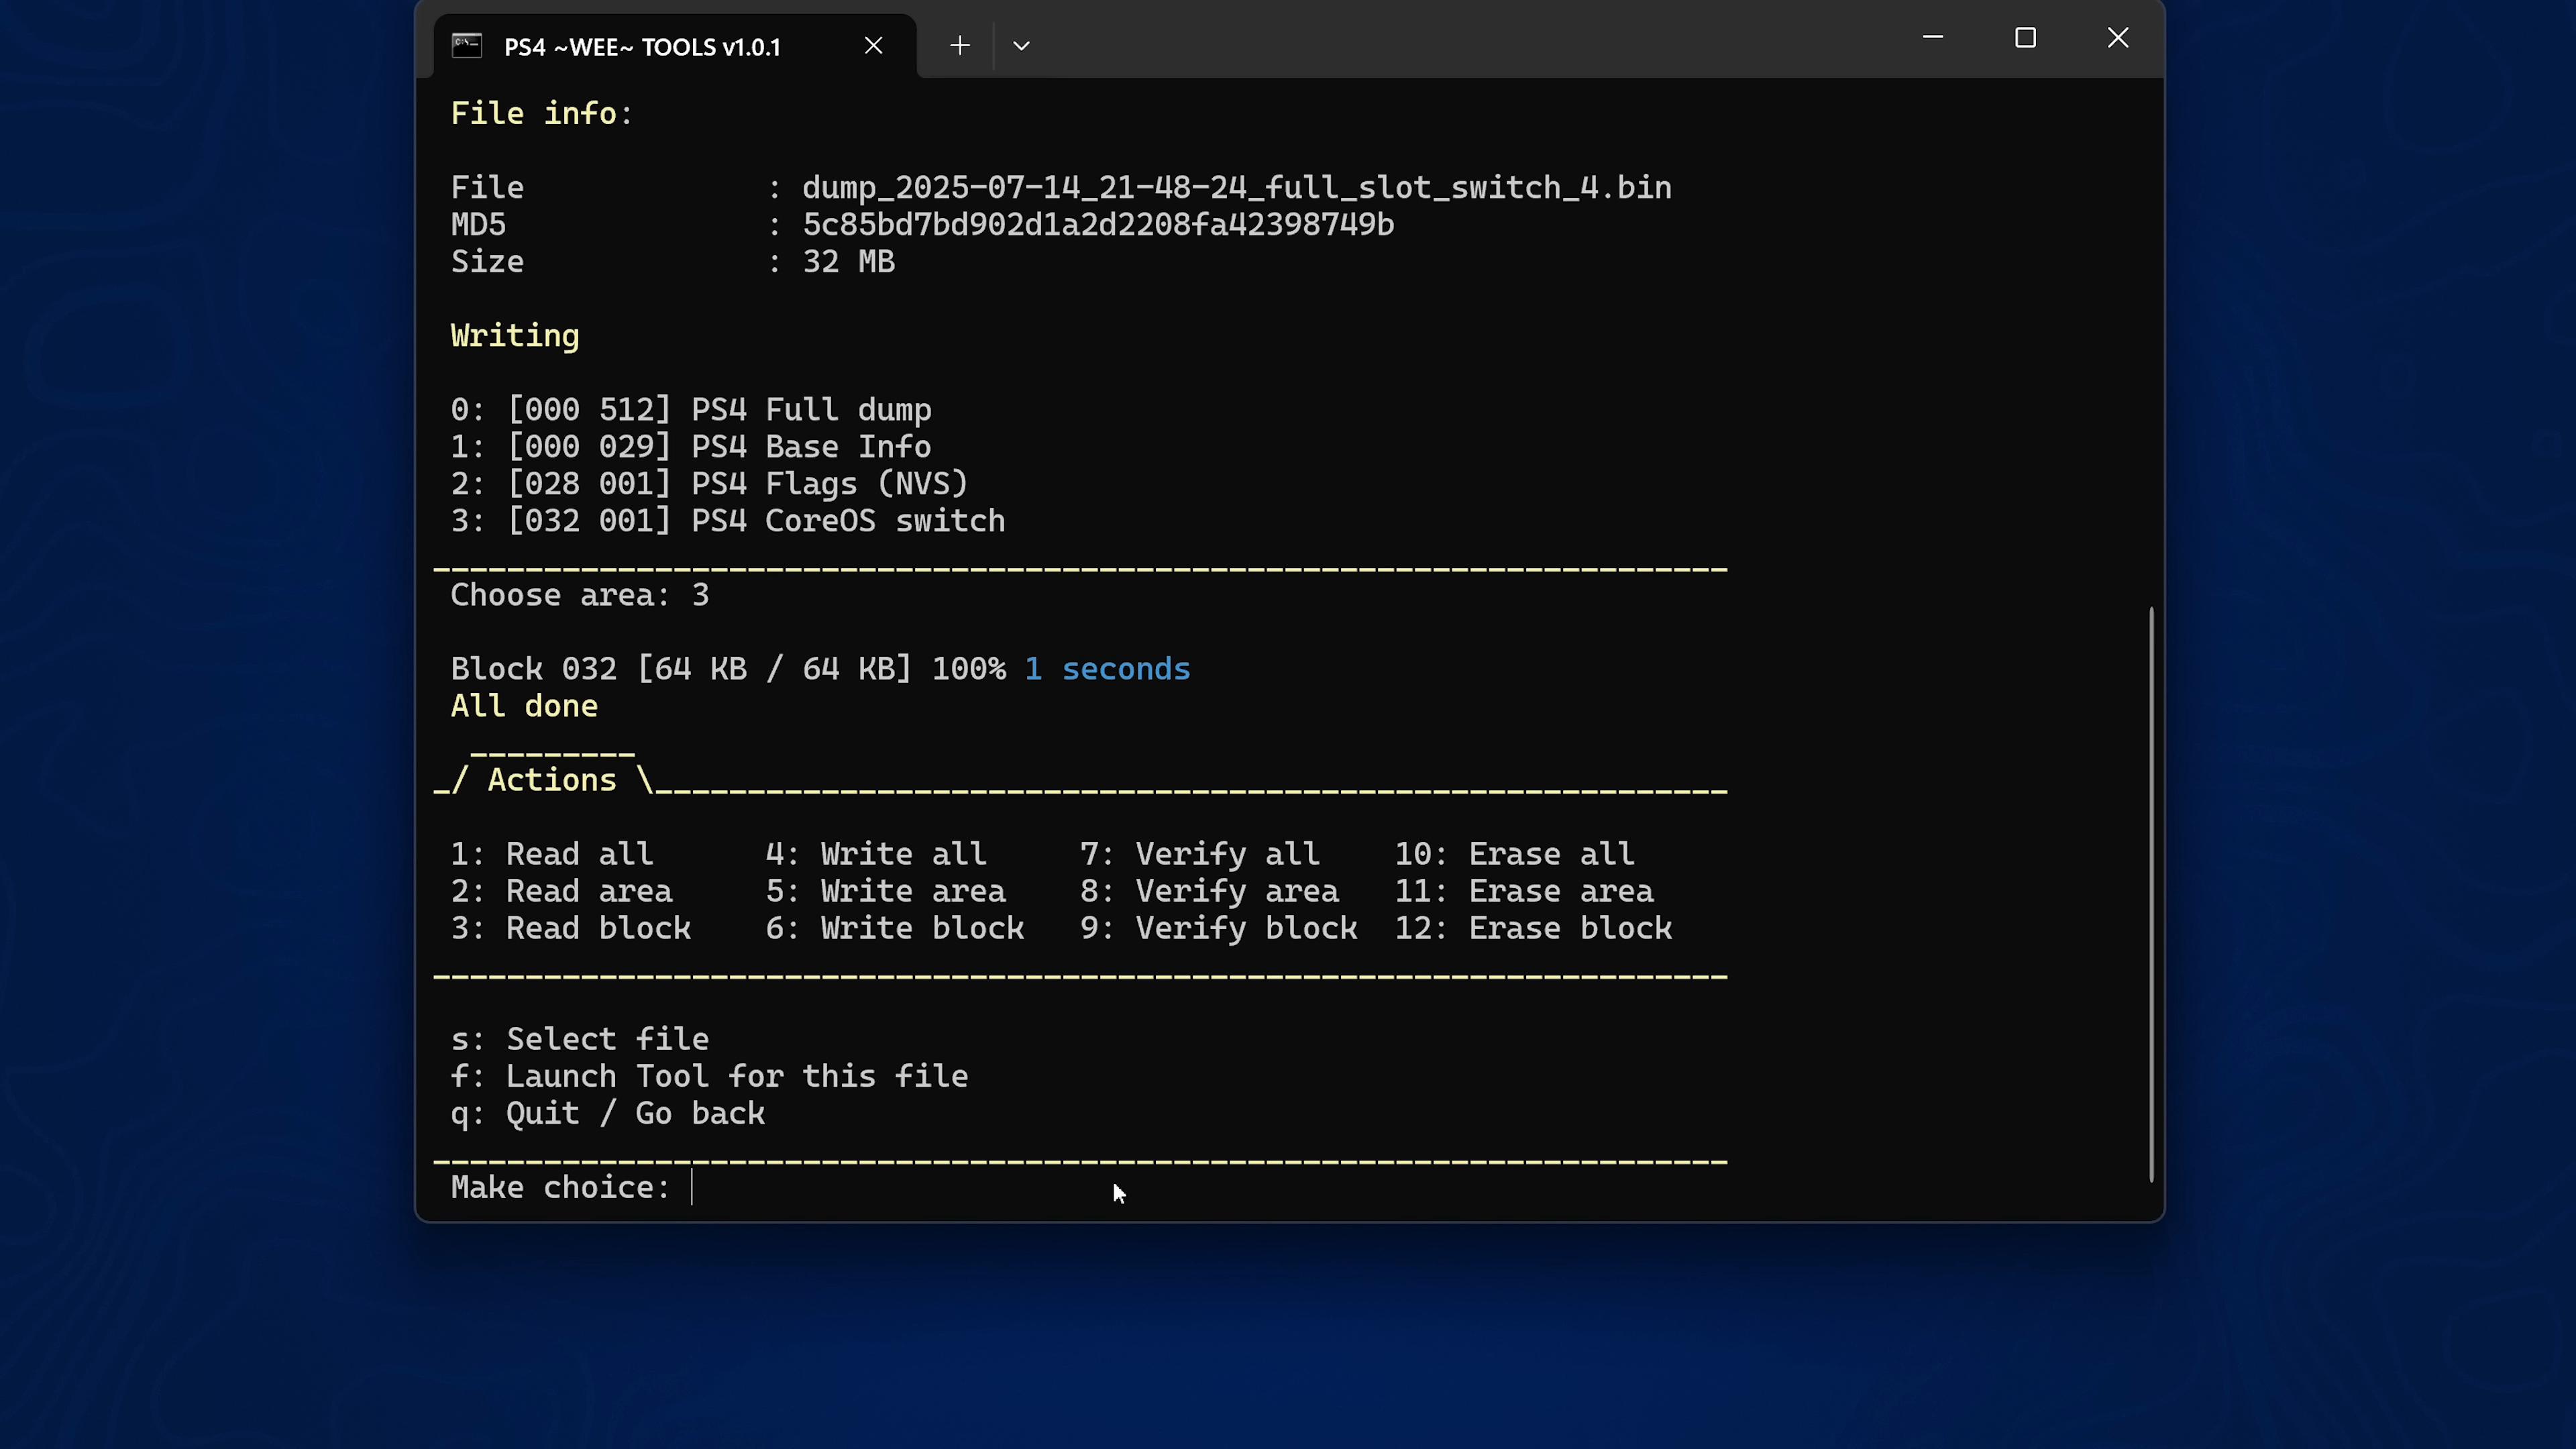 PS4 ~WEE~ TOOLS v1.0.1
File info:
File : dump_2025-07-14_21-48-24_full_slot_switch_4.bin
MD5 : 5c85bd7bd902d1a2d2208fa42398749b
Size : 32 MB
Writing
0: [000 512] PS4 Full dump
1: [000 029] PS4 Base Info
2: [028 001] PS4 Flags (NVS)
3: [032 001] PS4 CoreOS switch
Choose area: 3
Block 032 [64 KB / 64 KB] 100% 1 seconds
All done
_/ Actions \
1: Read all 4: Write all 7: Verify all 10: Erase all
2: Read area 5: Write area 8: Verify area 11: Erase area
3: Read block 6: Write block 9: Verify block 12: Erase block
s: Select file
f: Launch Tool for this file
q: Quit / Go back
Make choice: